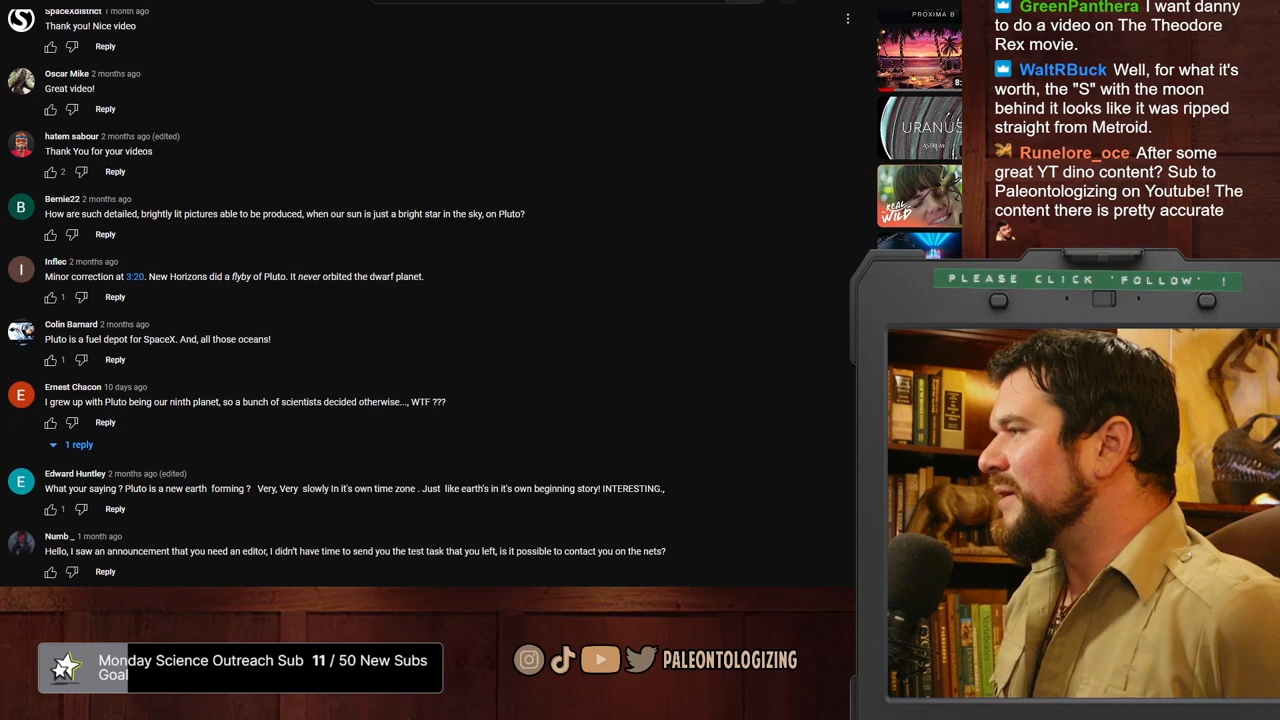 SpaceXdistrict 1 month ago
Thank you! Nice video
Reply
Oscar Mike 2 months ago
Great video!
Reply
hatem sabour 2 months ago (edited)
Thank You for your videos
2 Reply
Bernie22 2 months ago
B
How are such detailed, brightly lit pictures able to be produced, when our sun is just a bright star in the sky, on Pluto?
Reply
Inflec 2 months ago
I
Minor correction at 3:20. New Horizons did a flyby of Pluto. It never orbited the dwarf planet.
1 Reply
Colin Barnard 2 months ago
Pluto is a fuel depot for SpaceX. And, all those oceans!
1 Reply
Ernest Chacon 10 days ago
E
I grew up with Pluto being our ninth planet, so a bunch of scientists decided otherwise..., WTF ???
Reply
1 reply
Edward Huntley 2 months ago (edited)
E
What your saying ? Pluto is a new earth forming ? Very, Very slowly In it's own time zone . Just like earth's in it's own beginning story! INTERESTING.,
1 Reply
Numb _ 1 month ago
Hello, I saw an announcement that you need an editor, I didn't have time to send you the test task that you left, is it possible to contact you on the nets?
Reply
PROXIMA B
8:
URANUS
ASTRUM
REAL
WILD
GreenPanthera I want danny
to do a video on The Theodore
Rex movie.
WaltRBuck Well, for what it's
worth, the "S" with the moon
behind it looks like it was ripped
straight from Metroid.
Runelore_oce After some
great YT dino content? Sub to
Paleontologizing on Youtube! The
content there is pretty accurate
PLEASE CLICK 'FOLLOW' !
Monday Science Outreach Sub 11 / 50 New Subs
Goal
PALEONTOLOGIZING